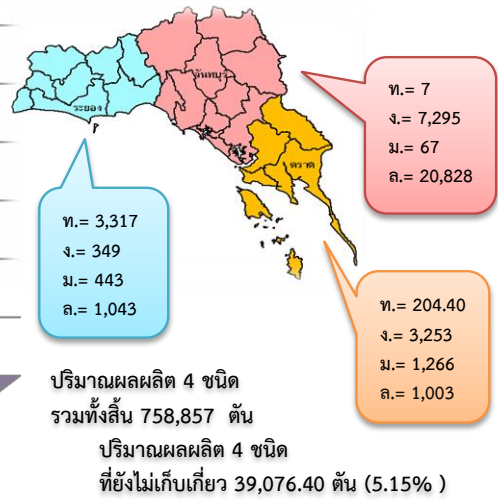 จันทบุรี
ระยอง
ตราด
ท.= 7
ง.= 7,295
ม.= 67
ล.= 20,828
ท.= 3,317
ง.= 349
ม.= 443
ล.= 1,043
ท.= 204.40
ง.= 3,253
ม.= 1,266
ล.= 1,003
ปริมาณผลผลิต 4 ชนิด
รวมทั้งสิ้น 758,857 ตัน
ปริมาณผลผลิต 4 ชนิด
ที่ยังไม่เก็บเกี่ยว 39,076.40 ตัน (5.15% )